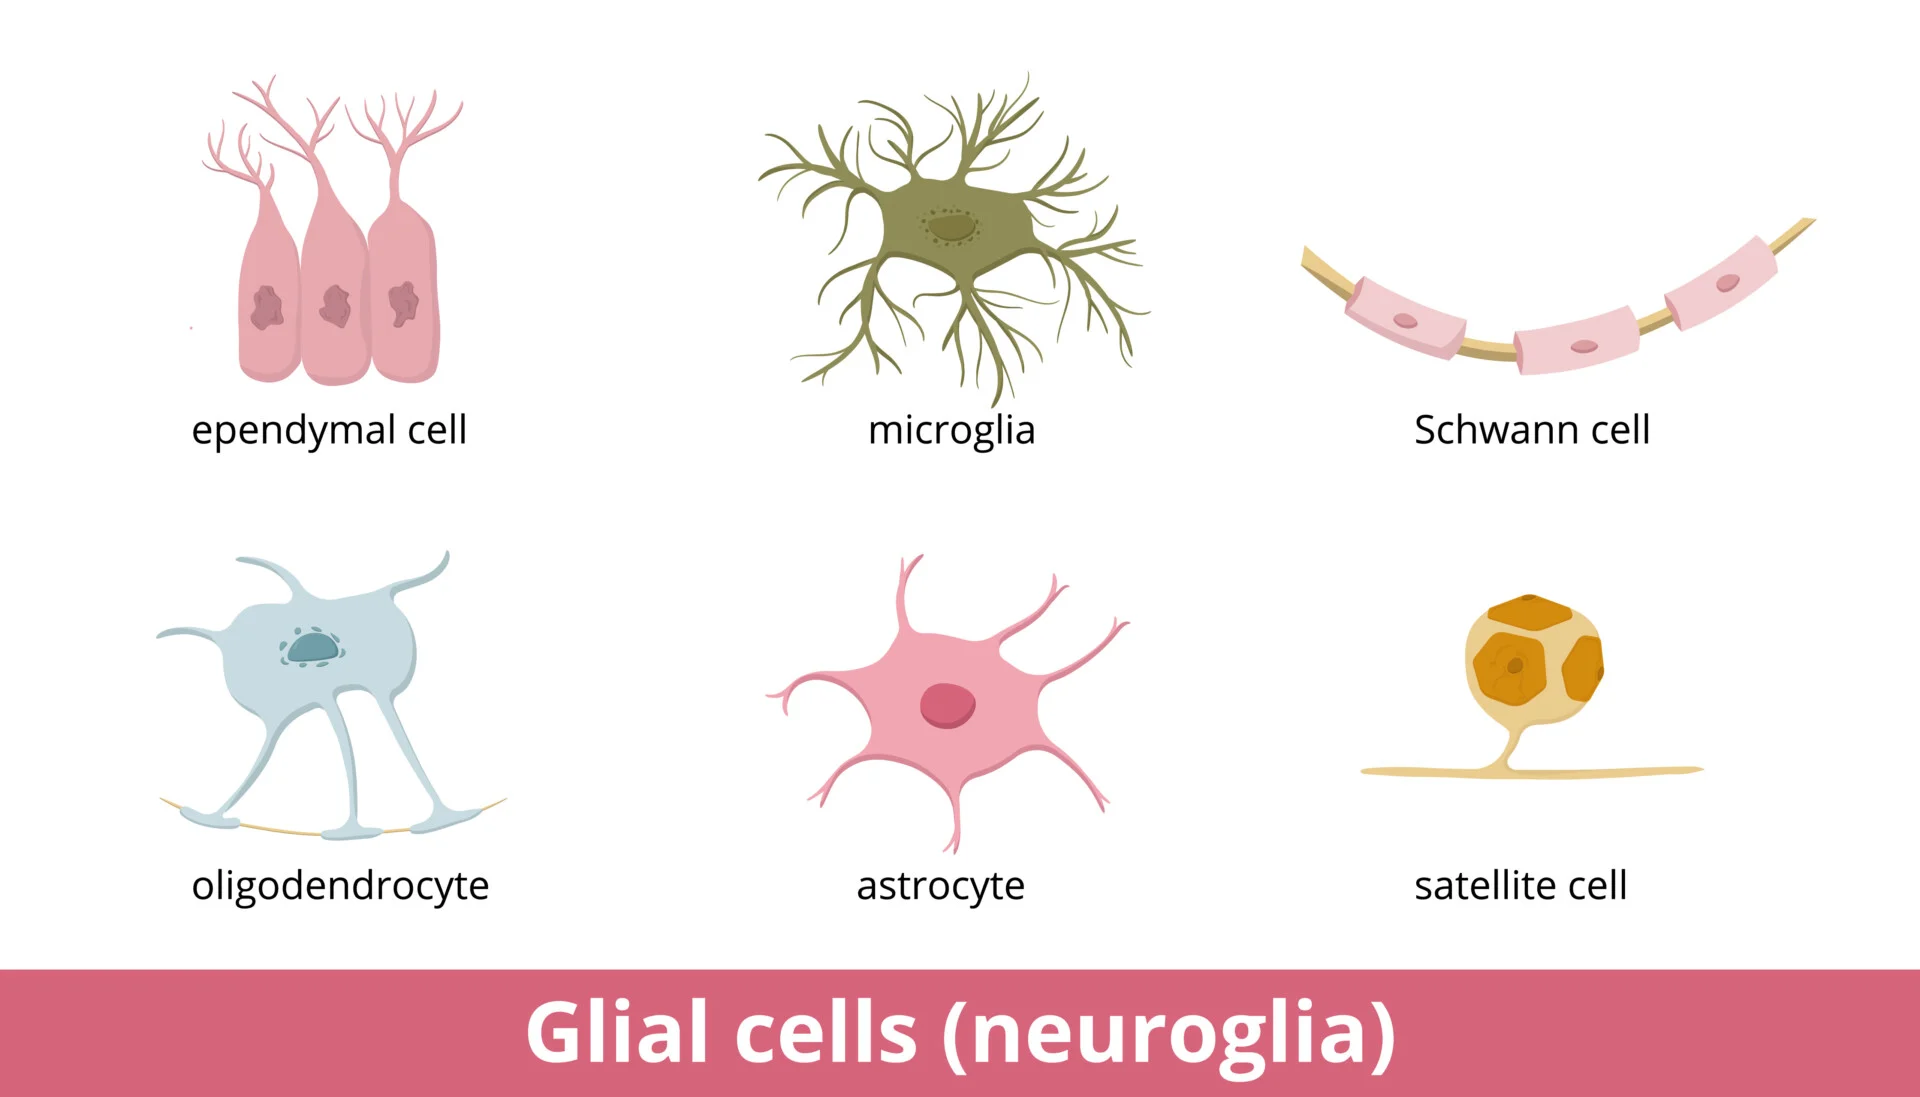 ependymal cell
microglia
Schwann cell
oligodendrocyte
astrocyte
satellite cell
Glial cells (neuroglia)